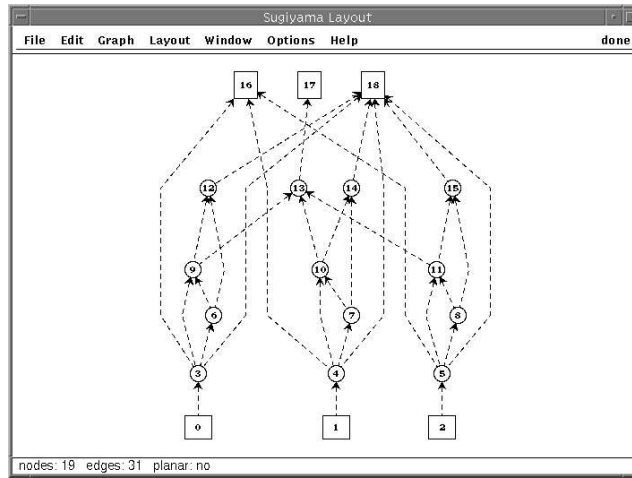 Sugiyama Layout
File Edit Graph Layout Window Options Help done
16 17 18
12 13 14 15
9 10 11
6 7 8
3 4 5
0 1 2
nodes: 19 edges: 31 planar: no